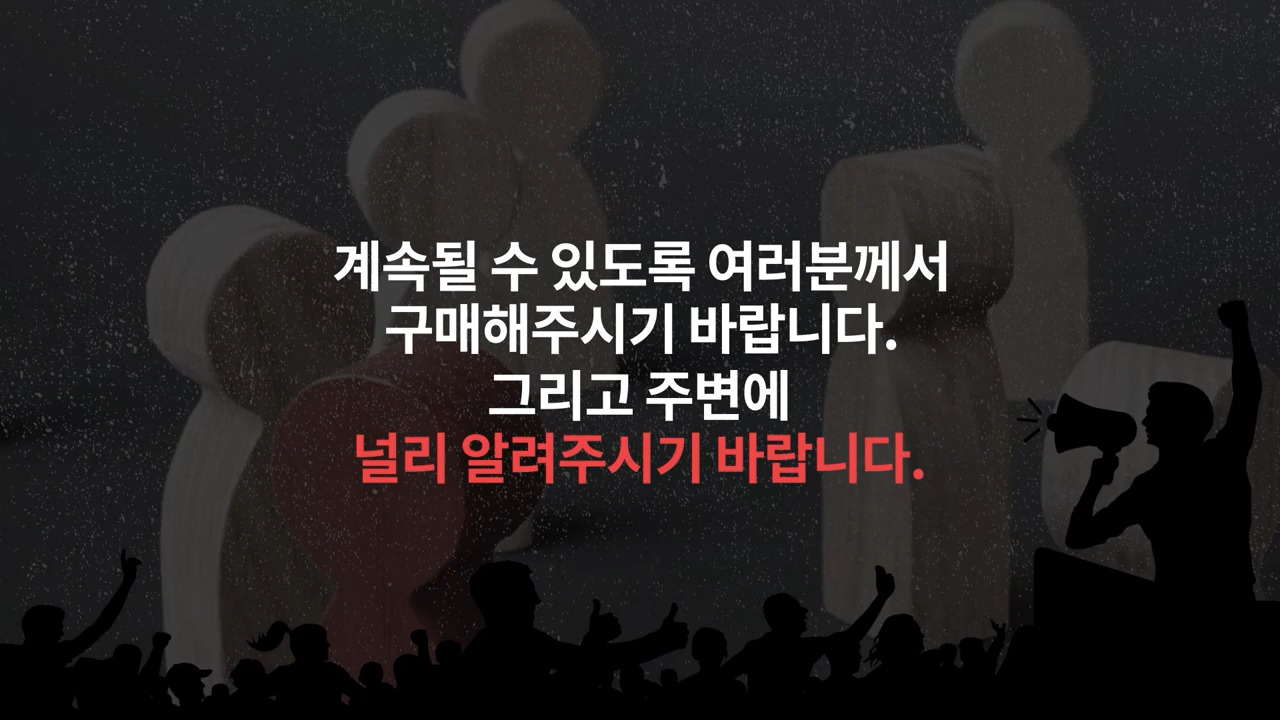 계속될 수 있도록 여러분께서
구매해주시기 바랍니다.
그리고 주변에
널리 알려주시기 바랍니다.